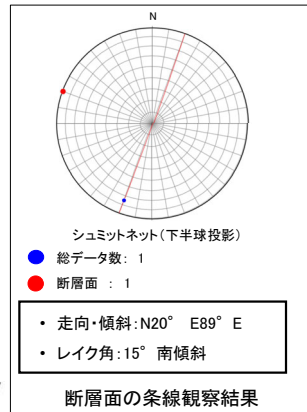 N
シュミットネット(下半球投影)
総データ数: 1
断層面 : 1
• 走向・傾斜:N20° E89° E
• レイク角:15° 南傾斜
断層面の条線観察結果